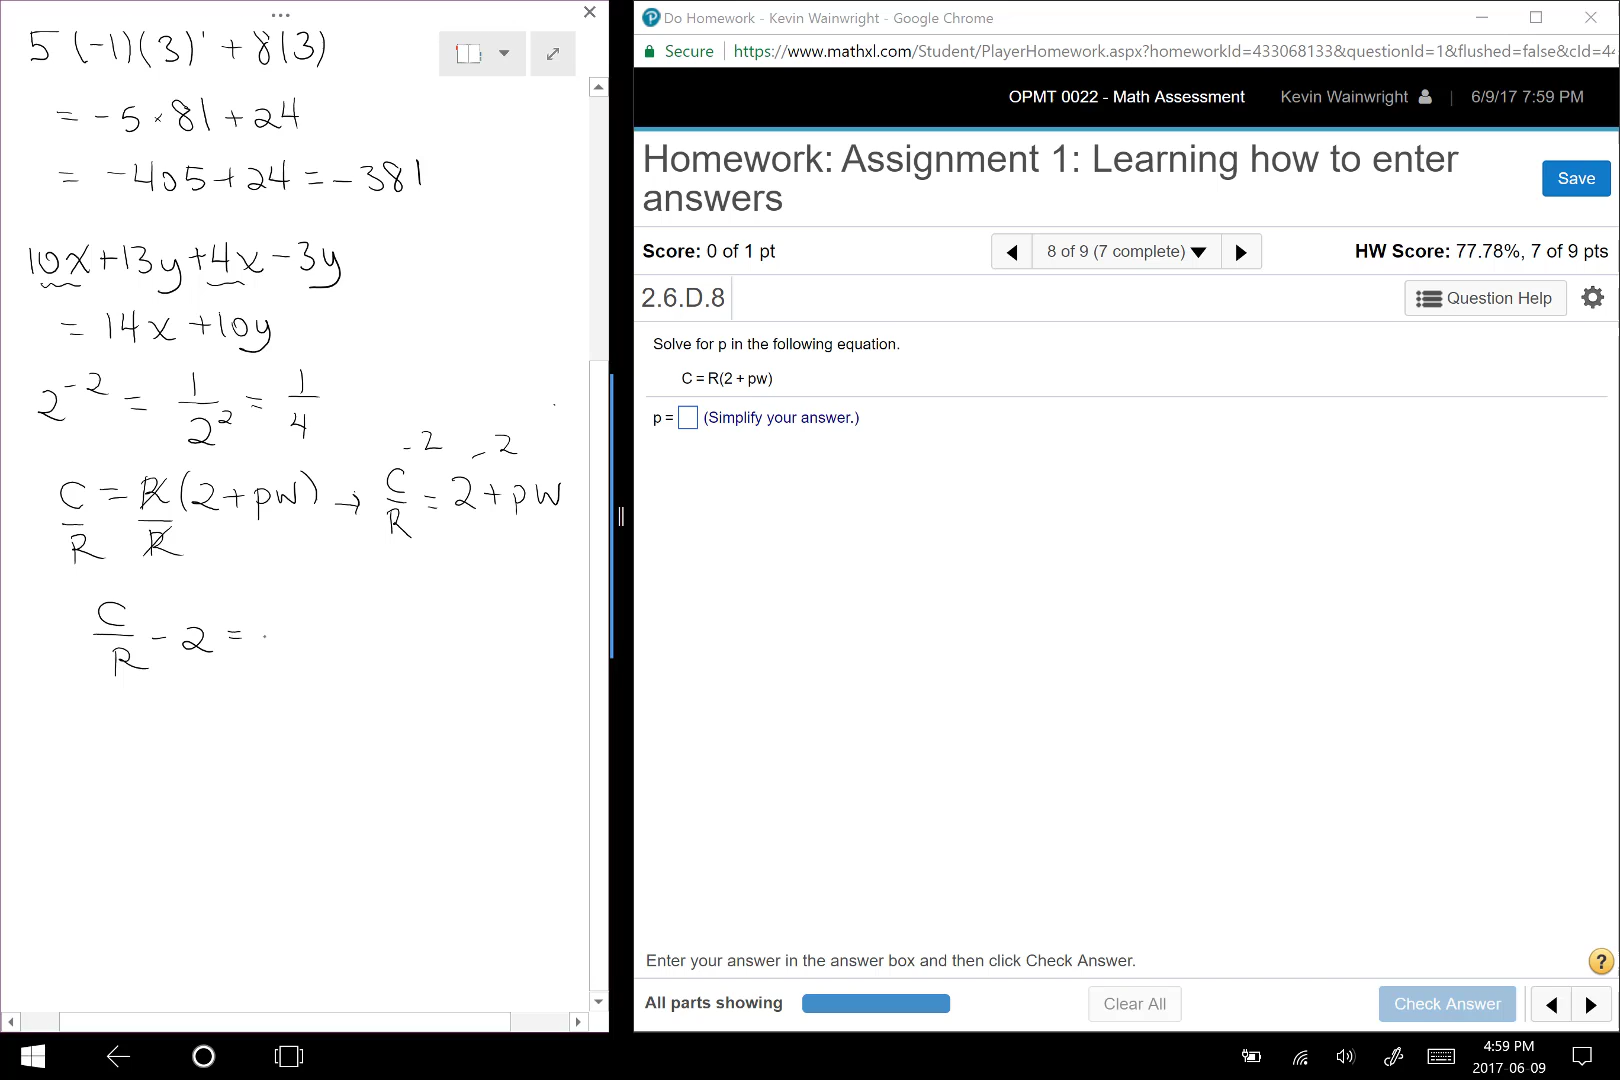 5 (-1)(3)' + 8(3)
= -5 × 81 + 24
= -405 + 24 = -381
10x + 13y + 4x - 3y
= 14x + 10y
2^-2 = 1/2^2 = 1/4
-2 -2
C/R = R/R (2 + pw) → C/R = 2 + pw
C/R - 2 =
Do Homework - Kevin Wainwright - Google Chrome
Secure | https://www.mathxl.com/Student/PlayerHomework.aspx?homeworkId=433068133&questionId=1&flushed=false&cId=44
OPMT 0022 - Math Assessment Kevin Wainwright | 6/9/17 7:59 PM
Homework: Assignment 1: Learning how to enter
answers
Save
Score: 0 of 1 pt 8 of 9 (7 complete) HW Score: 77.78%, 7 of 9 pts
2.6.D.8 Question Help
Solve for p in the following equation.
C = R(2 + pw)
p = (Simplify your answer.)
Enter your answer in the answer box and then click Check Answer.
?
All parts showing Clear All Check Answer
4:59 PM
2017-06-09